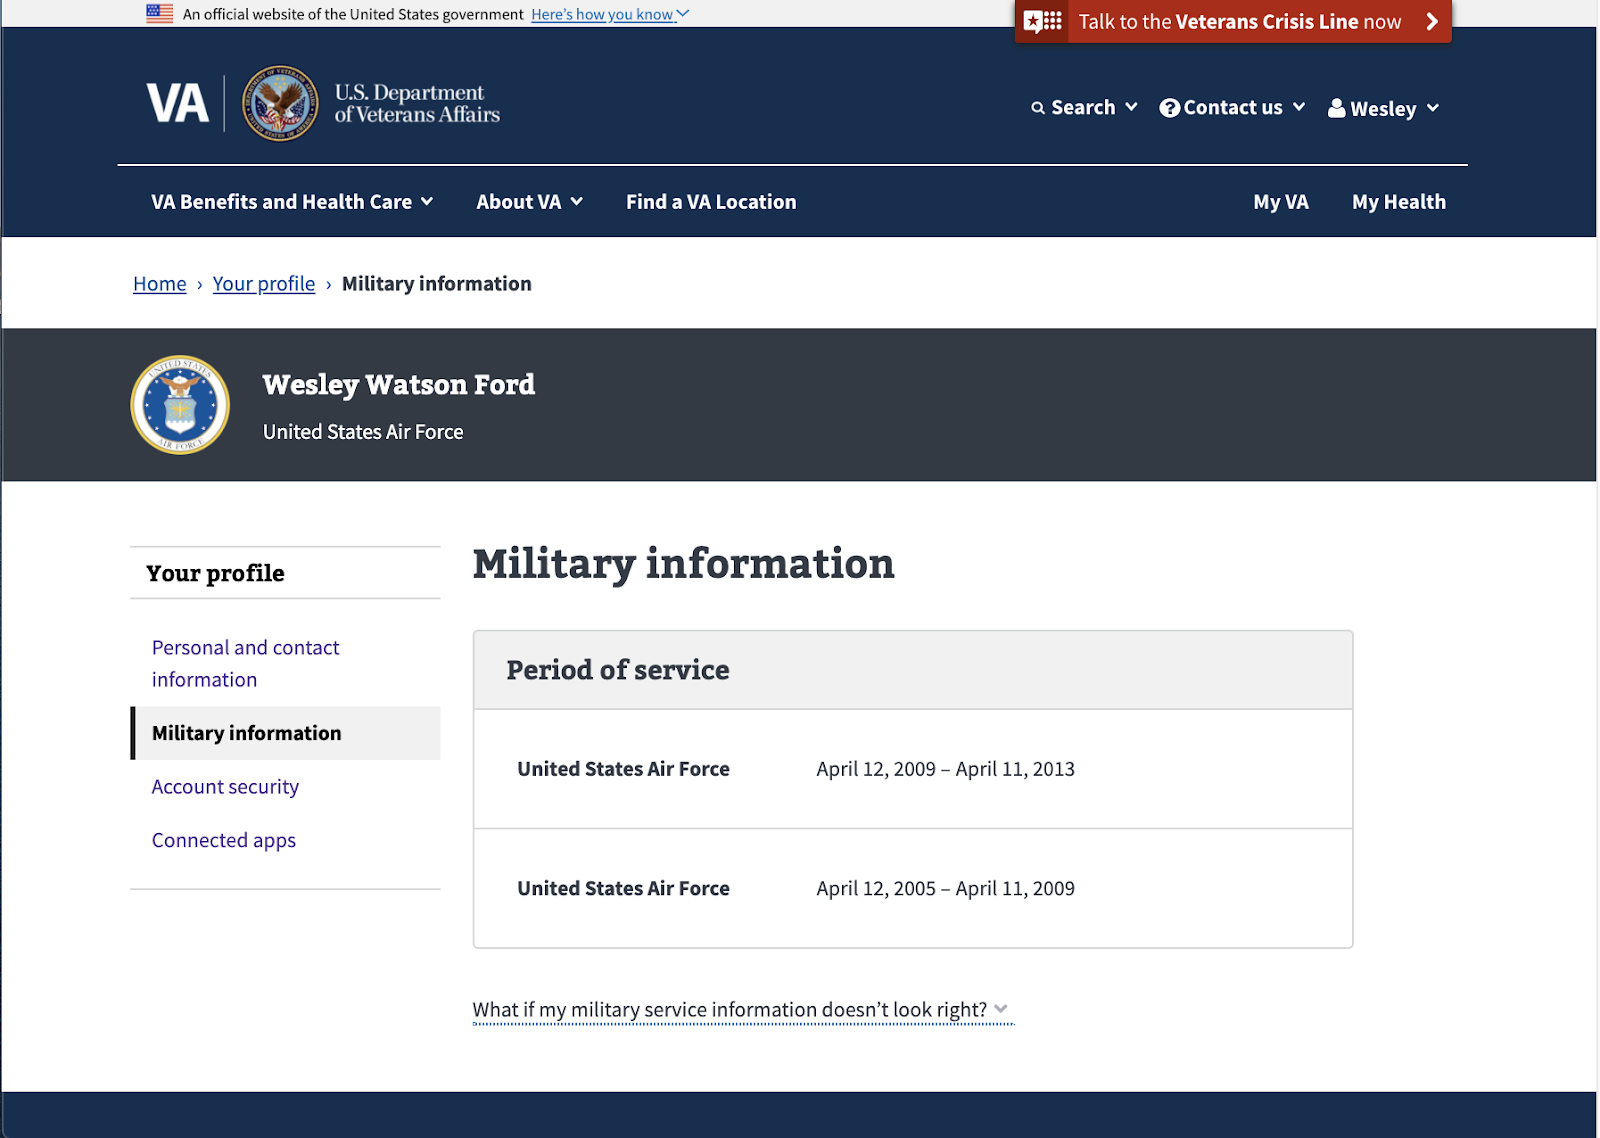 An official website of the United States government Here’s how you know
Talk to the Veterans Crisis Line now
VA
U.S. Department
of Veterans Affairs
Search Contact us Wesley
VA Benefits and Health Care About VA Find a VA Location My VA My Health
Home › Your profile › Military information
UNITED STATES
AIR FORCE
Wesley Watson Ford
United States Air Force
Your profile
Personal and contact
information
Military information
Account security
Connected apps
Military information
Period of service
United States Air Force April 12, 2009 – April 11, 2013
United States Air Force April 12, 2005 – April 11, 2009
What if my military service information doesn’t look right?